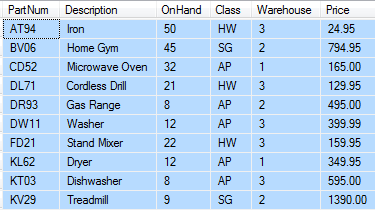 PartNum Description OnHand Class Warehouse Price
AT94 Iron 50 HW 3 24.95
BV06 Home Gym 45 SG 2 794.95
CD52 Microwave Oven 32 AP 1 165.00
DL71 Cordless Drill 21 HW 3 129.95
DR93 Gas Range 8 AP 2 495.00
DW11 Washer 12 AP 3 399.99
FD21 Stand Mixer 22 HW 3 159.95
KL62 Dryer 12 AP 1 349.95
KT03 Dishwasher 8 AP 3 595.00
KV29 Treadmill 9 SG 2 1390.00